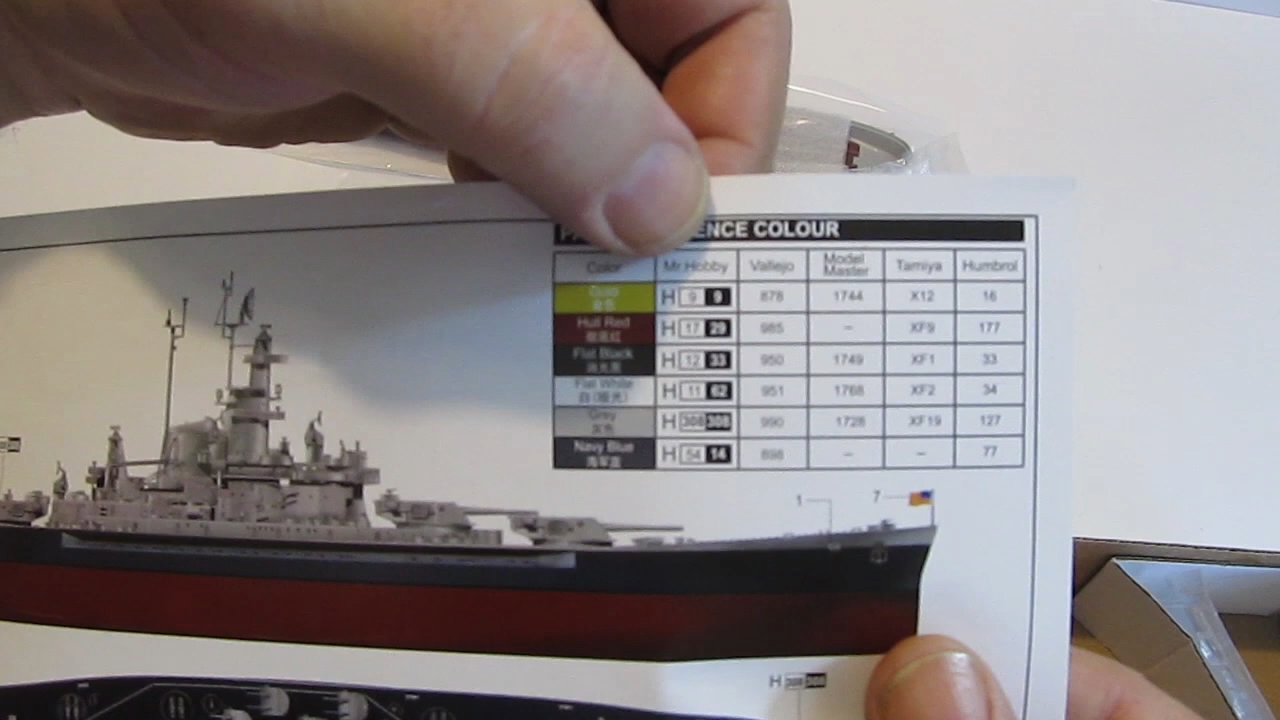 ENCE COLOUR
Color Mr.Hobby Vallejo Model Master Tamiya Humbrol
H 9 9 878 1744 X12 16
Hull Red H 17 29 985 – XF9 177
Flat Black H 12 33 950 1749 XF1 33
Flat White H 11 62 951 1768 XF2 34
Grey 灰色 H 308 308 990 1728 XF19 127
Navy Blue H 54 14 898 – – 77
1 7
H 308 308